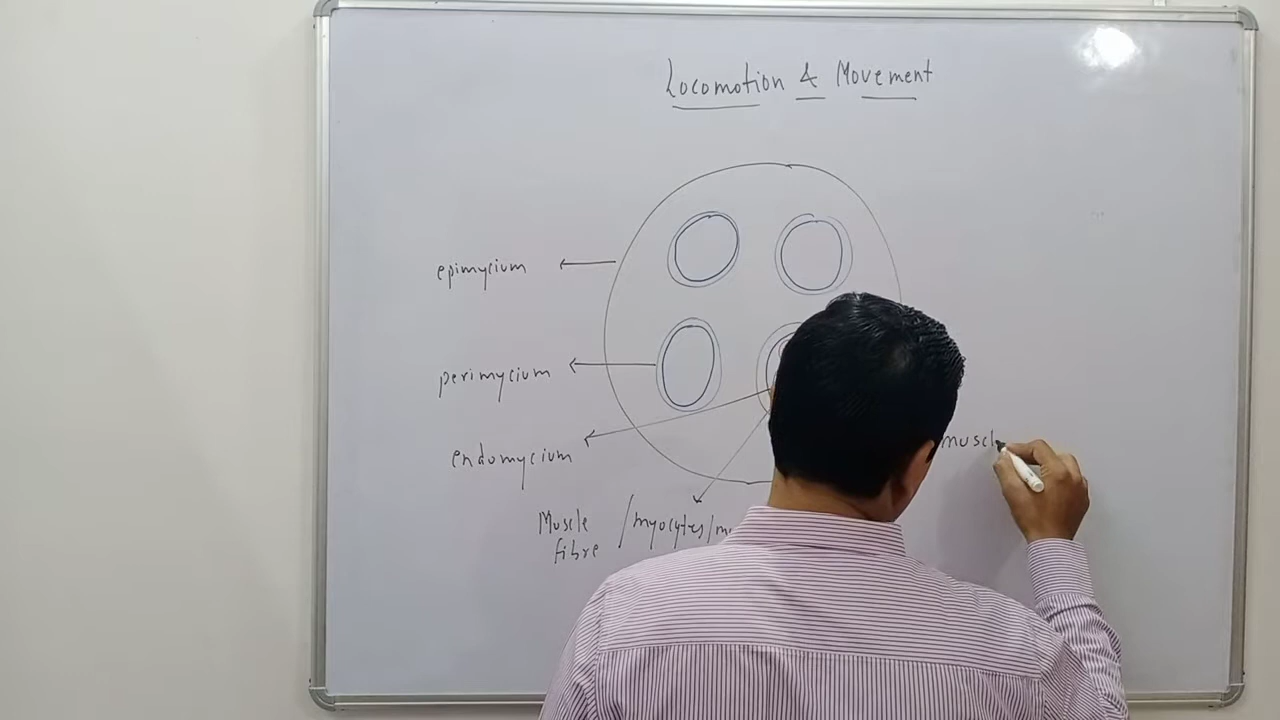 Locomotion & Movement
epimycium
perimycium
endomycium
muscl
Muscle /myocytes/
fibre